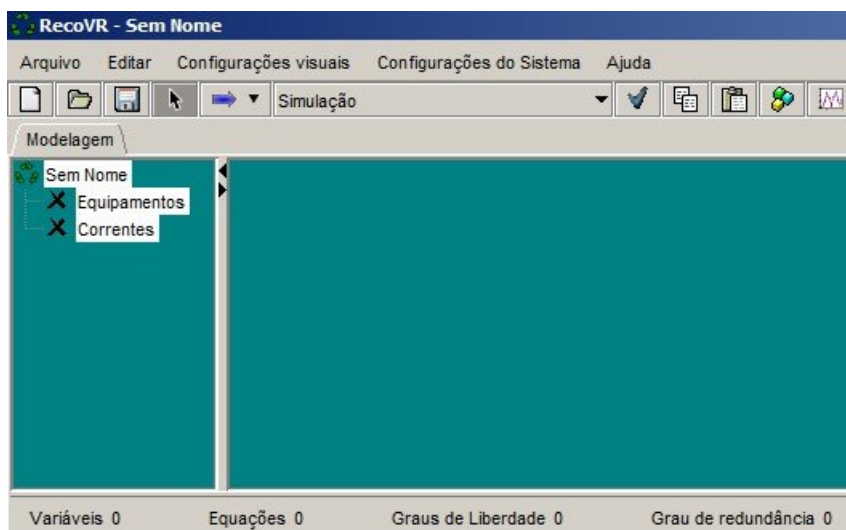 RecoVR - Sem Nome
Arquivo Editar Configurações visuais Configurações do Sistema Ajuda
Simulação
Modelagem
Sem Nome
Equipamentos
Correntes
Variáveis 0 Equações 0 Graus de Liberdade 0 Grau de redundância 0